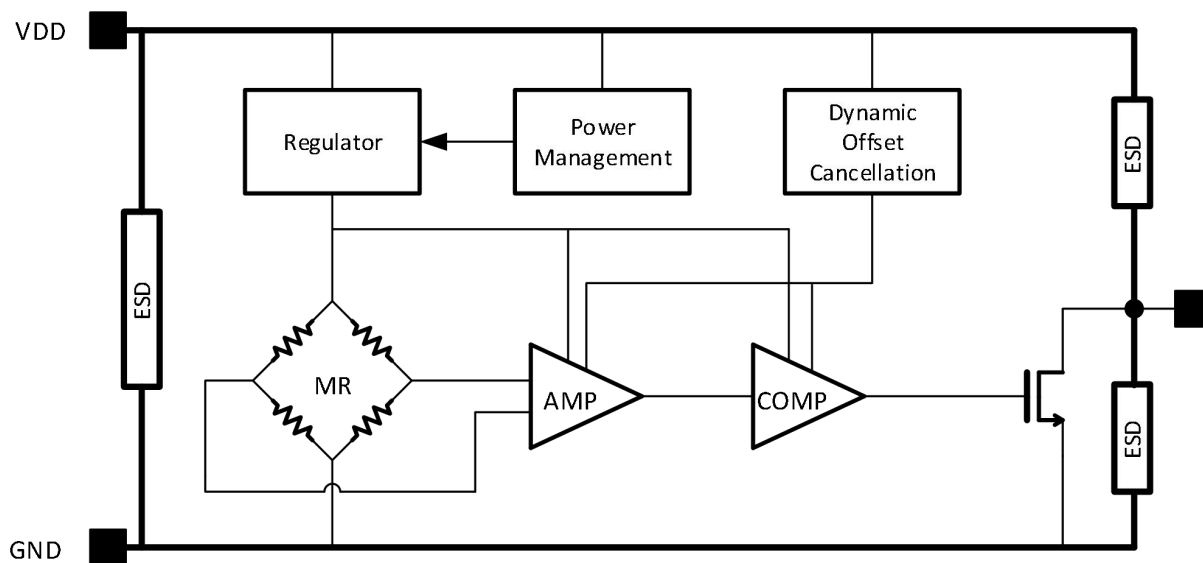 VDD
Regulator
Power
Management
Dynamic
Offset
Cancellation
ESD
ESD
MR
AMP
COMP
ESD
GND